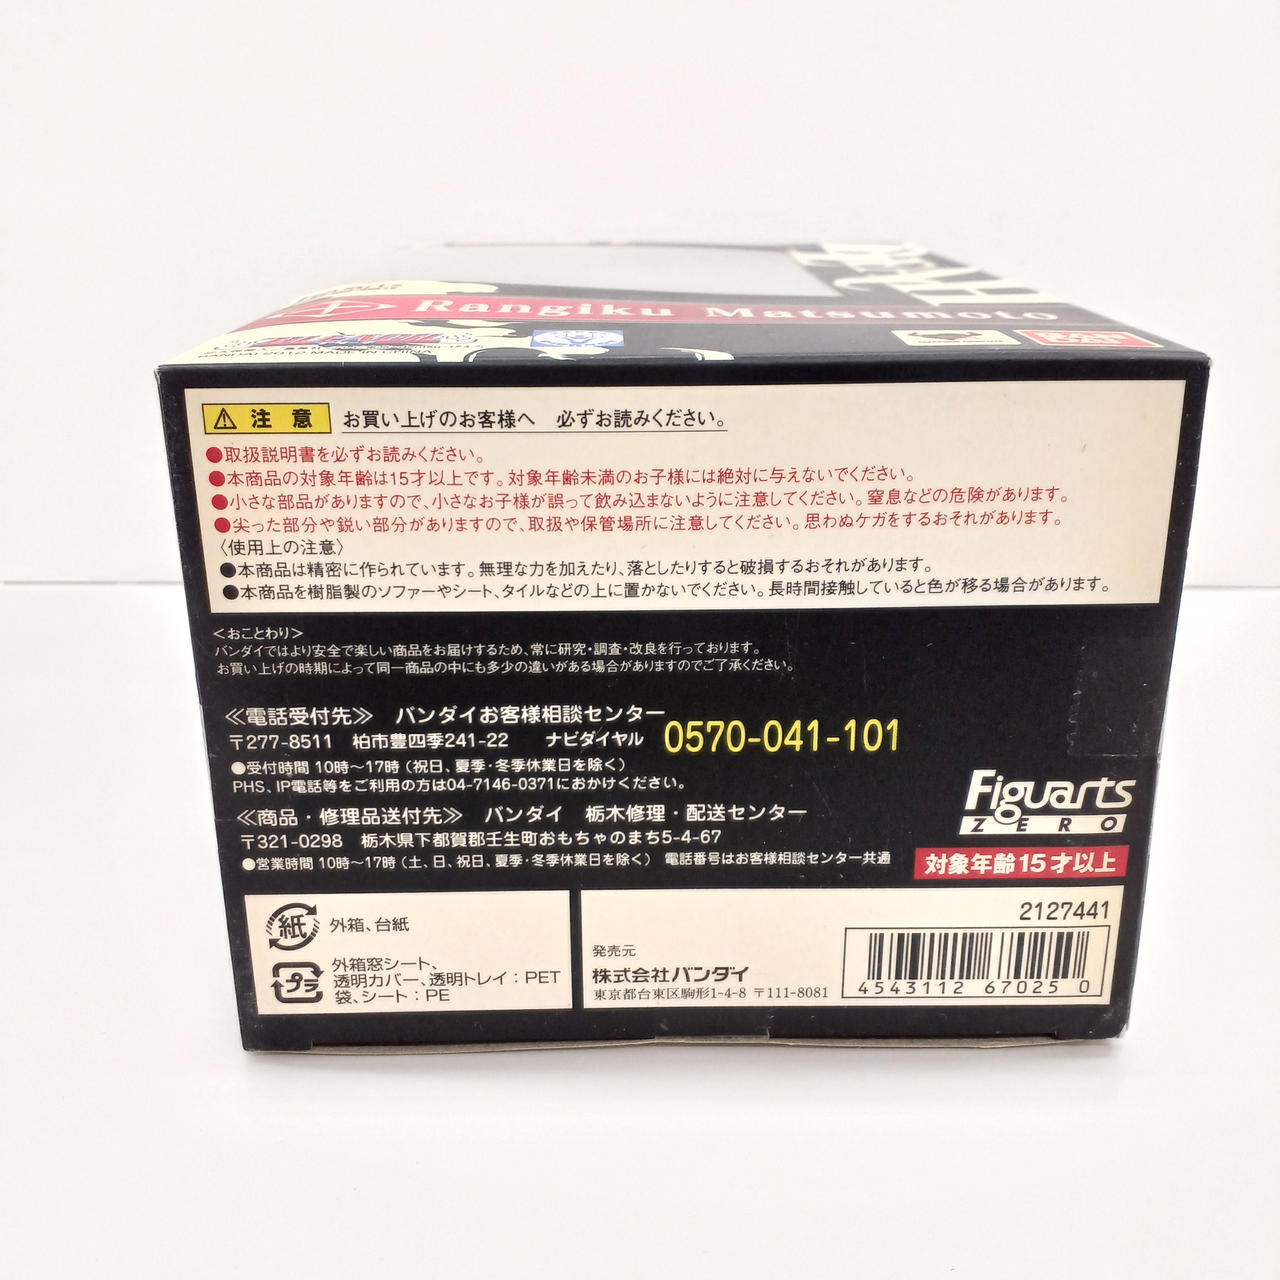 BLEACH
Rangiku Matsumoto
BANDAI 2012 MADE IN CHINA
BANDAI
注意 お買い上げのお客様へ 必ずお読みください。
●取扱説明書を必ずお読みください。
●本商品の対象年齢は15才以上です。対象年齢未満のお子様には絶対に与えないでください。
●小さな部品がありますので、小さなお子様が誤って飲み込まないように注意してください。窒息などの危険があります。
●尖った部分や鋭い部分がありますので、取扱や保管場所に注意してください。思わぬケガをするおそれがあります。
〈使用上の注意〉
●本商品は精密に作られています。無理な力を加えたり、落としたりすると破損するおそれがあります。
●本商品を樹脂製のソファーやシート、タイルなどの上に置かないでください。長時間接触していると色が移る場合があります。
＜おことわり＞
バンダイではより安全で楽しい商品をお届けするため、常に研究・調査・改良を行っております。
お買い上げの時期によって同一商品の中にも多少の違いがある場合がありますのでご了承ください。
≪電話受付先≫ バンダイお客様相談センター
〒277-8511 柏市豊四季241-22 ナビダイヤル 0570-041-101
●受付時間 10時～17時（祝日、夏季・冬季休業日を除く）
PHS、IP電話等をご利用の方は04-7146-0371におかけください。
≪商品・修理品送付先≫ バンダイ 栃木修理・配送センター
〒321-0298 栃木県下都賀郡壬生町おもちゃのまち5-4-67
●営業時間 10時～17時（土、日、祝日、夏季・冬季休業日を除く） 電話番号はお客様相談センター共通
Figuarts
ZERO
対象年齢15才以上
紙 外箱、台紙
プラ 外箱窓シート、
透明カバー、透明トレイ：PET
袋、シート：PE
2127441
発売元
株式会社バンダイ
東京都台東区駒形1-4-8 〒111-8081
4543112 67025 0